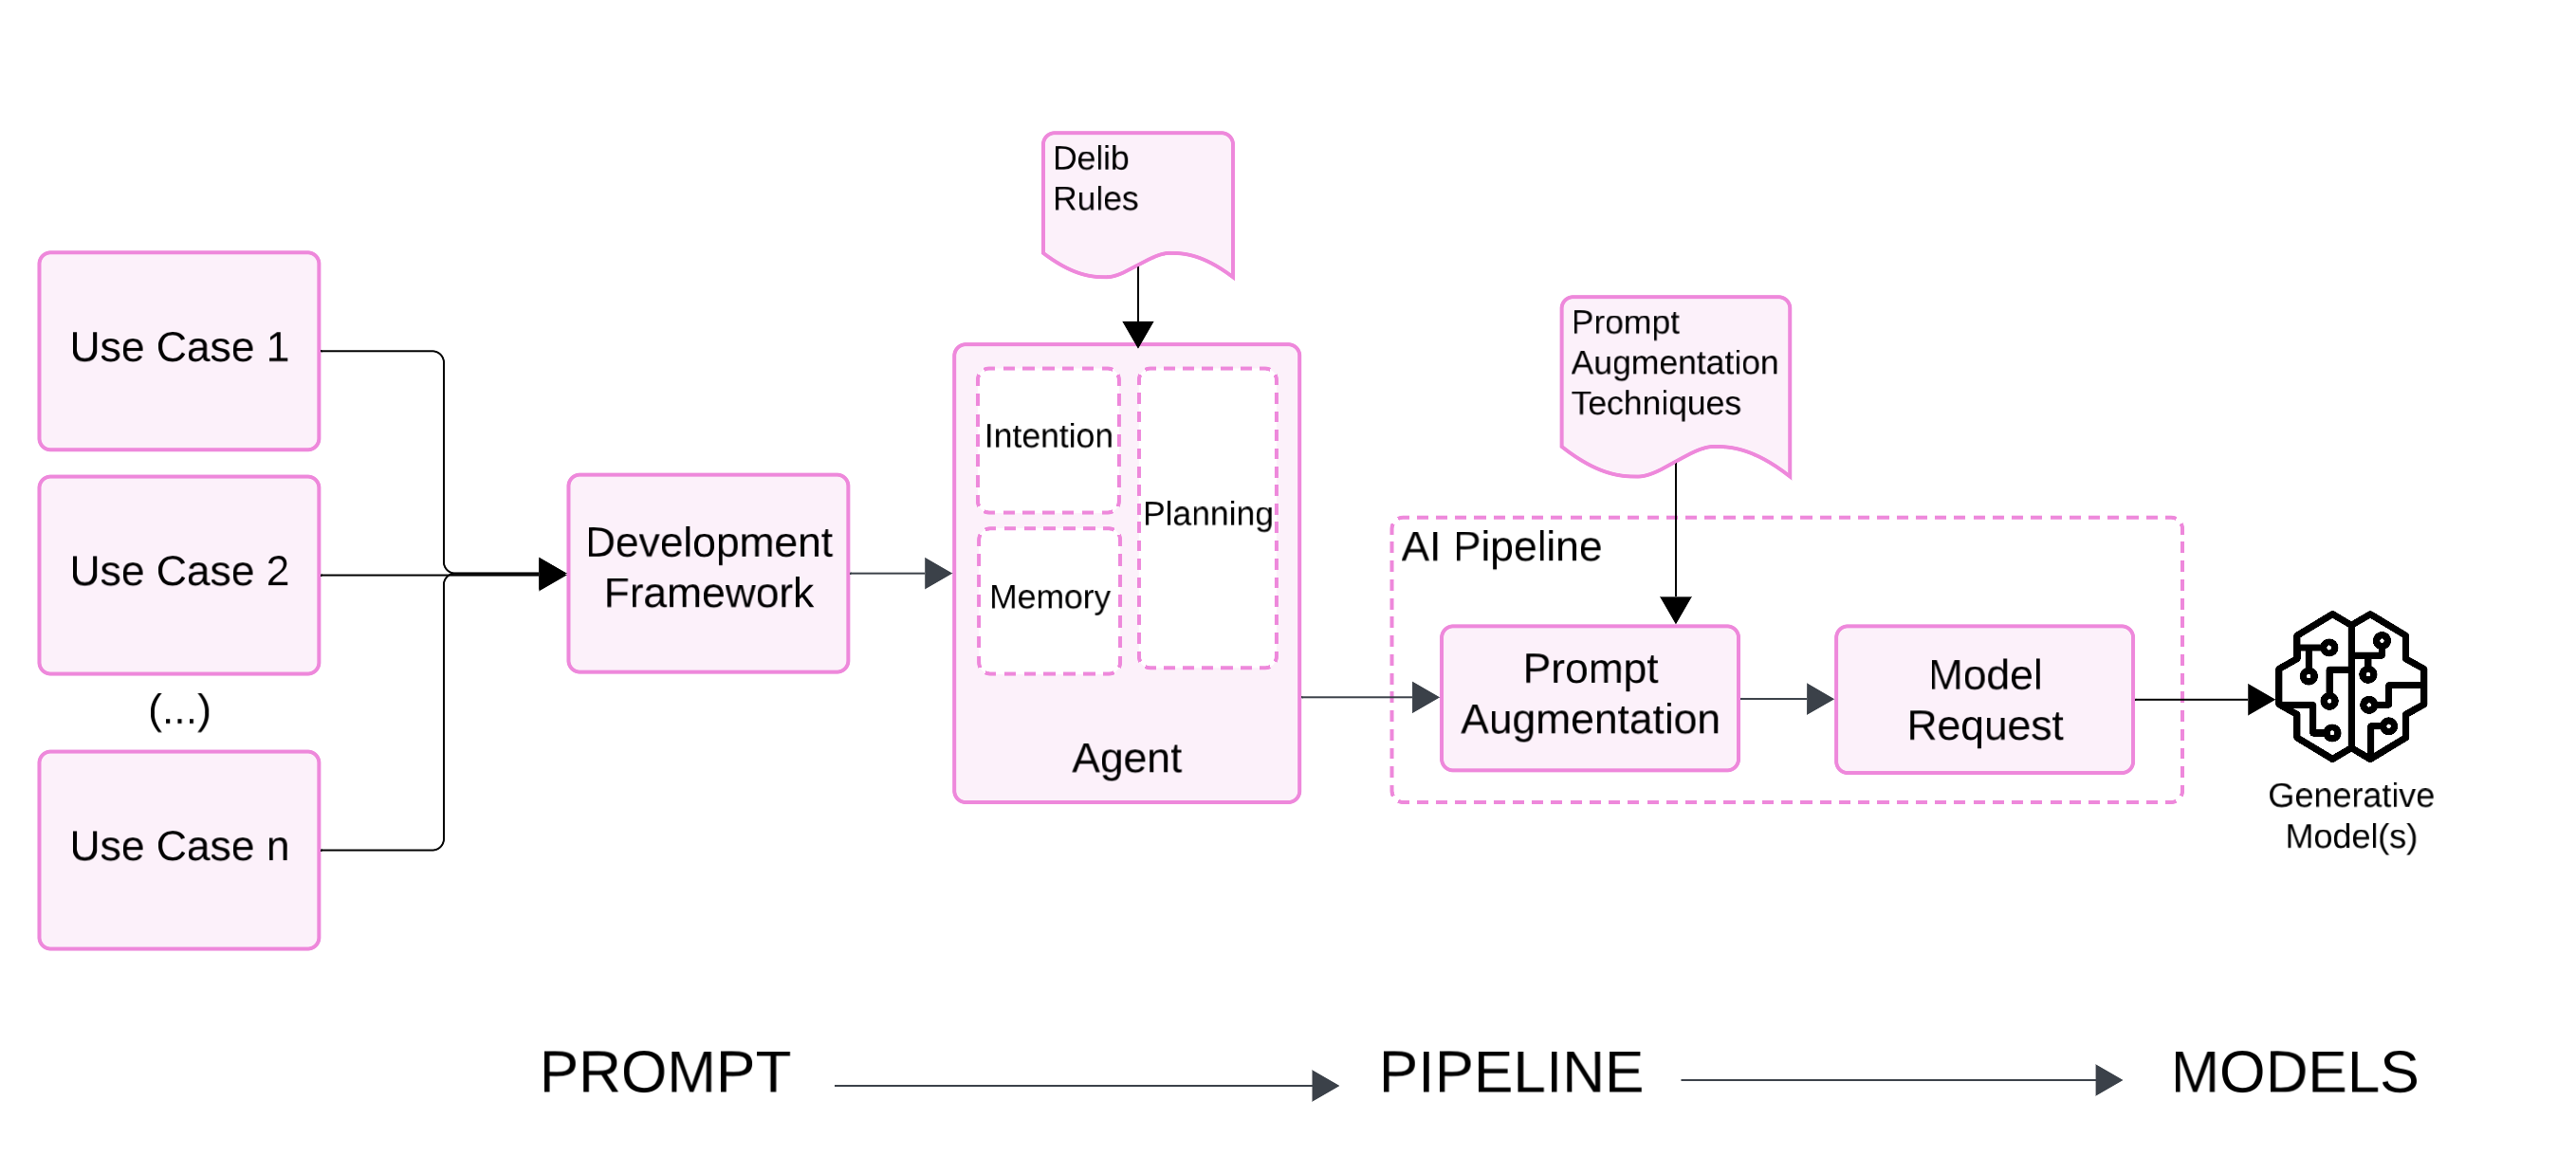 Use Case 1
Use Case 2
(...)
Use Case n
Development
Framework
Delib
Rules
Intention
Memory
Planning
Agent
Prompt
Augmentation
Techniques
AI Pipeline
Prompt
Augmentation
Model
Request
Generative
Model(s)
PROMPT
PIPELINE
MODELS